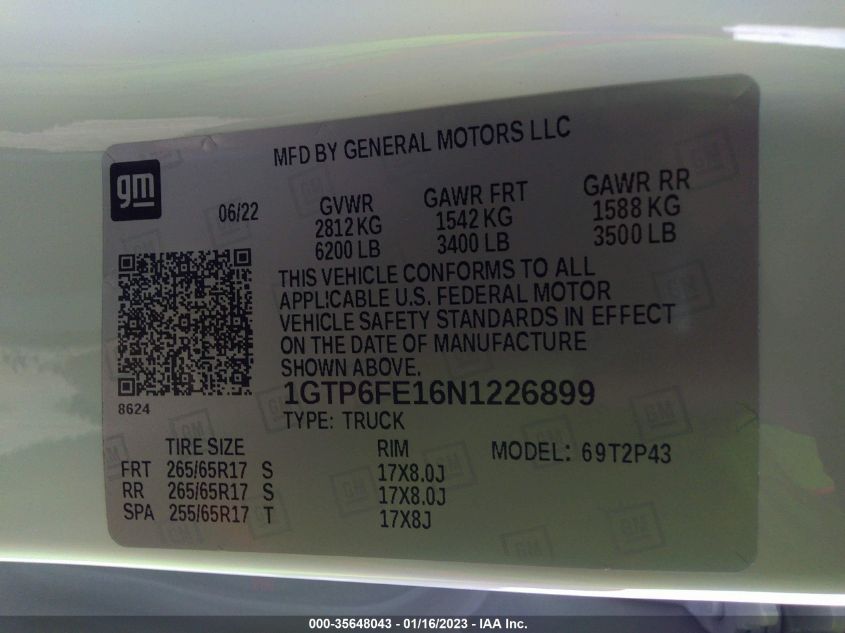 MFD BY GENERAL MOTORS LLC
gm
06/22
GVWR GAWR FRT GAWR RR
2812 KG 1542 KG 1588 KG
6200 LB 3400 LB 3500 LB
THIS VEHICLE CONFORMS TO ALL
APPLICABLE U.S. FEDERAL MOTOR
VEHICLE SAFETY STANDARDS IN EFFECT
ON THE DATE OF MANUFACTURE
SHOWN ABOVE.
8624
1GTP6FE16N1226899
TYPE: TRUCK
TIRE SIZE RIM MODEL: 69T2P43
FRT 265/65R17 S 17X8.0J
RR 265/65R17 S 17X8.0J
SPA 255/65R17 T 17X8J
000-35648043 - 01/16/2023 - IAA Inc.